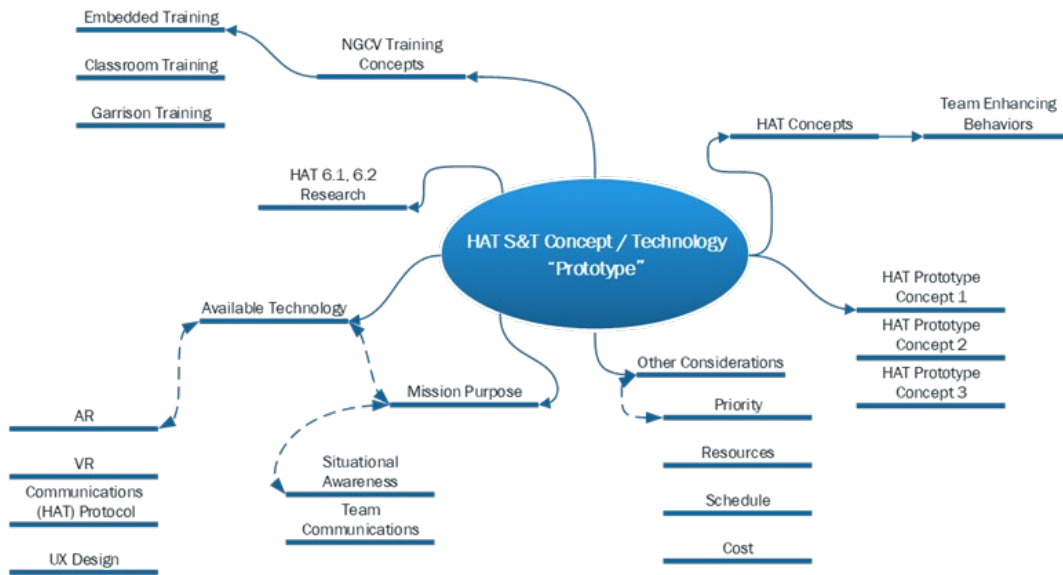 Embedded Training
Classroom Training
Garrison Training
NGCV Training
Concepts
HAT 6.1, 6.2
Research
HAT S&T Concept / Technology
“Prototype”
HAT Concepts
Team Enhancing
Behaviors
HAT Prototype
Concept 1
HAT Prototype
Concept 2
HAT Prototype
Concept 3
Available Technology
AR
VR
Communications
(HAT) Protocol
UX Design
Mission Purpose
Situational
Awareness
Team
Communications
Other Considerations
Priority
Resources
Schedule
Cost